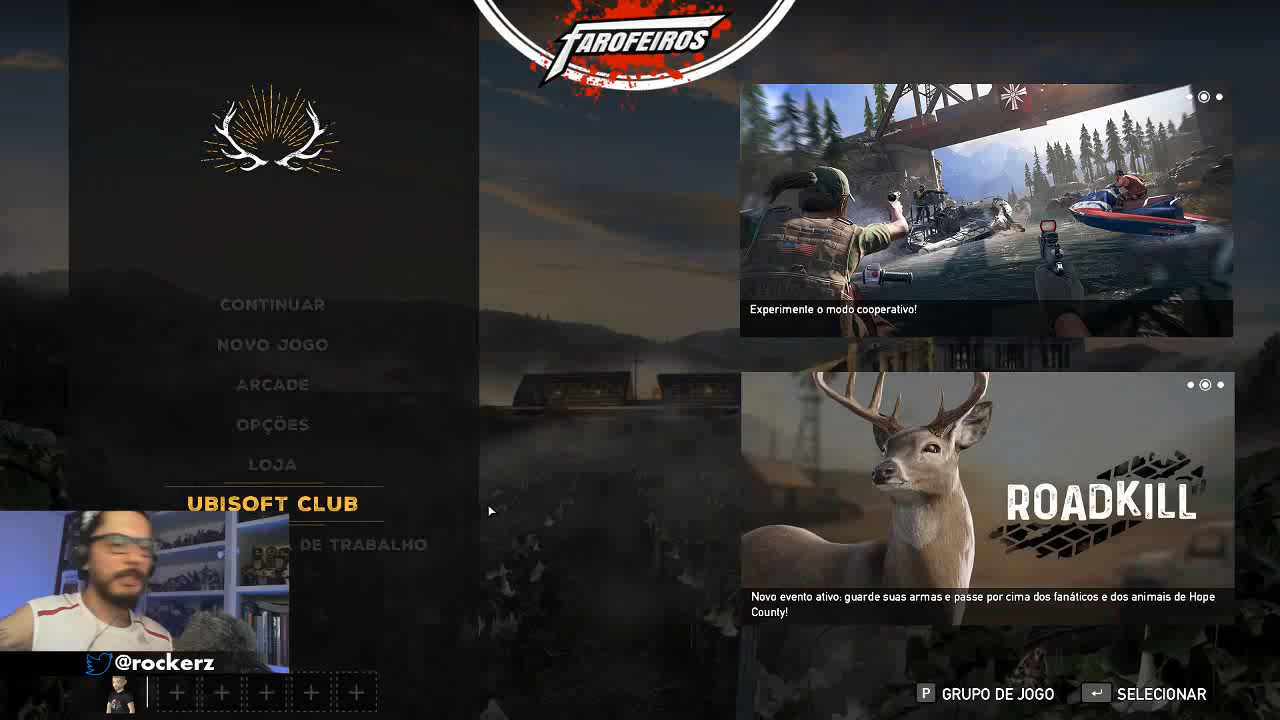 FAROFEIROS
CONTINUAR
NOVO JOGO
ARCADE
OPÇÕES
LOJA
UBISOFT CLUB
DE TRABALHO
@rockerz
Experimente o modo cooperativo!
ROADKILL
Novo evento ativo: guarde suas armas e passe por cima dos fanáticos e dos animais de Hope
County!
P GRUPO DE JOGO
SELECIONAR